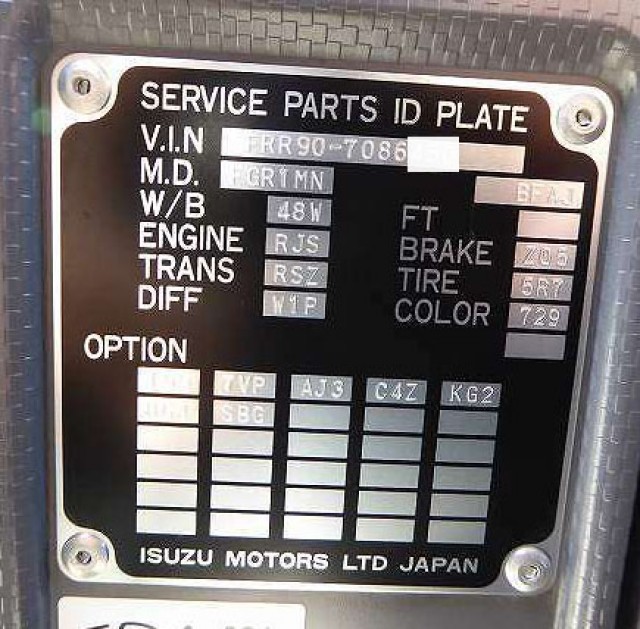 SERVICE PARTS ID PLATE
V.I.N FRR90-7086
M.D. FGR1MN BFAJ
W/B 48W FT
ENGINE RJS BRAKE Z05
TRANS RSZ TIRE 5R7
DIFF W1P COLOR 729
OPTION
7VP AJ3 C4Z KG2
SBG
ISUZU MOTORS LTD JAPAN